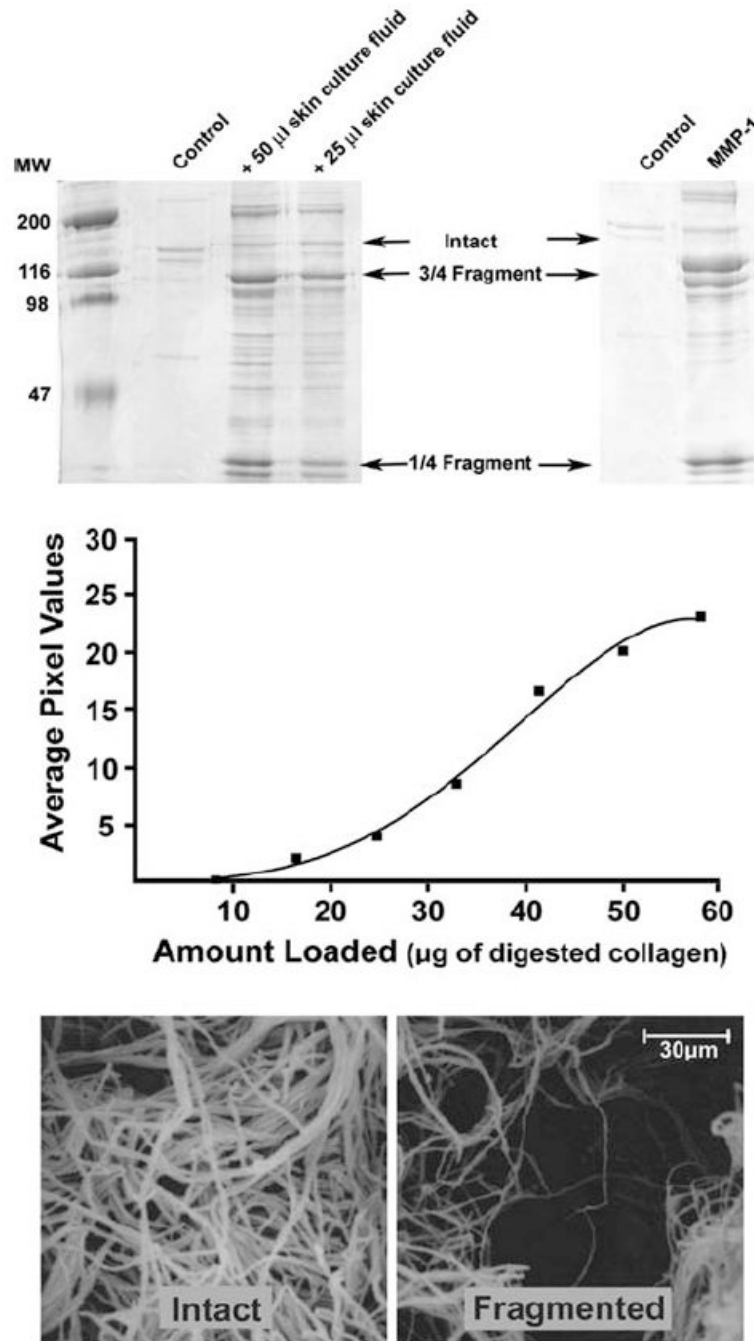 Control
+ 50 µl skin culture fluid
+ 25 µl skin culture fluid
Control
MMP-1
MW
200
116
98
47
Intact
3/4 Fragment
1/4 Fragment
30
25
20
15
10
5
Average Pixel Values
10 20 30 40 50 60
Amount Loaded (µg of digested collagen)
30µm
Intact
Fragmented